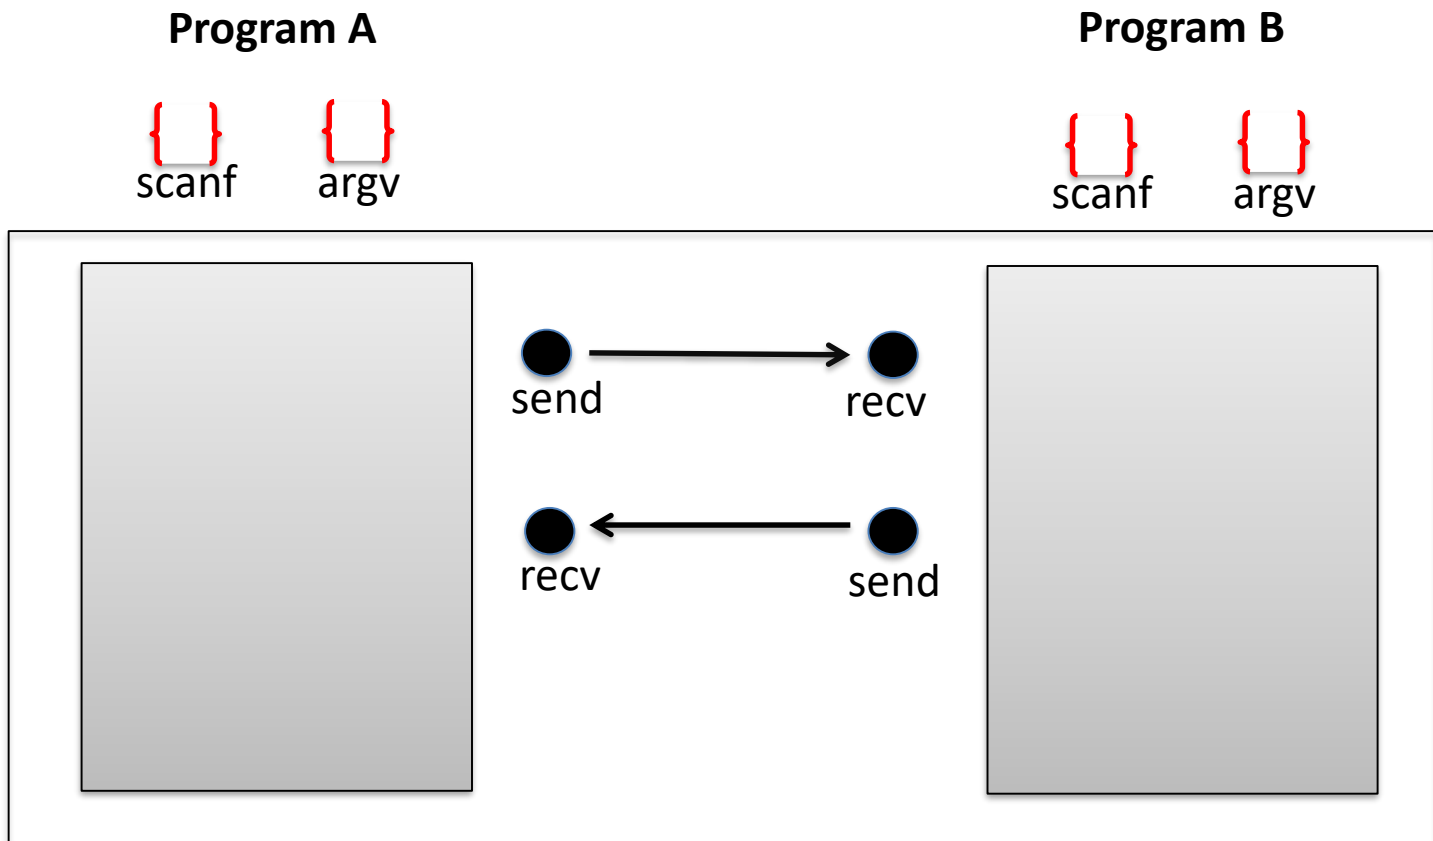 Program A
Program B
scanf
argv
scanf
argv
send
recv
recv
send